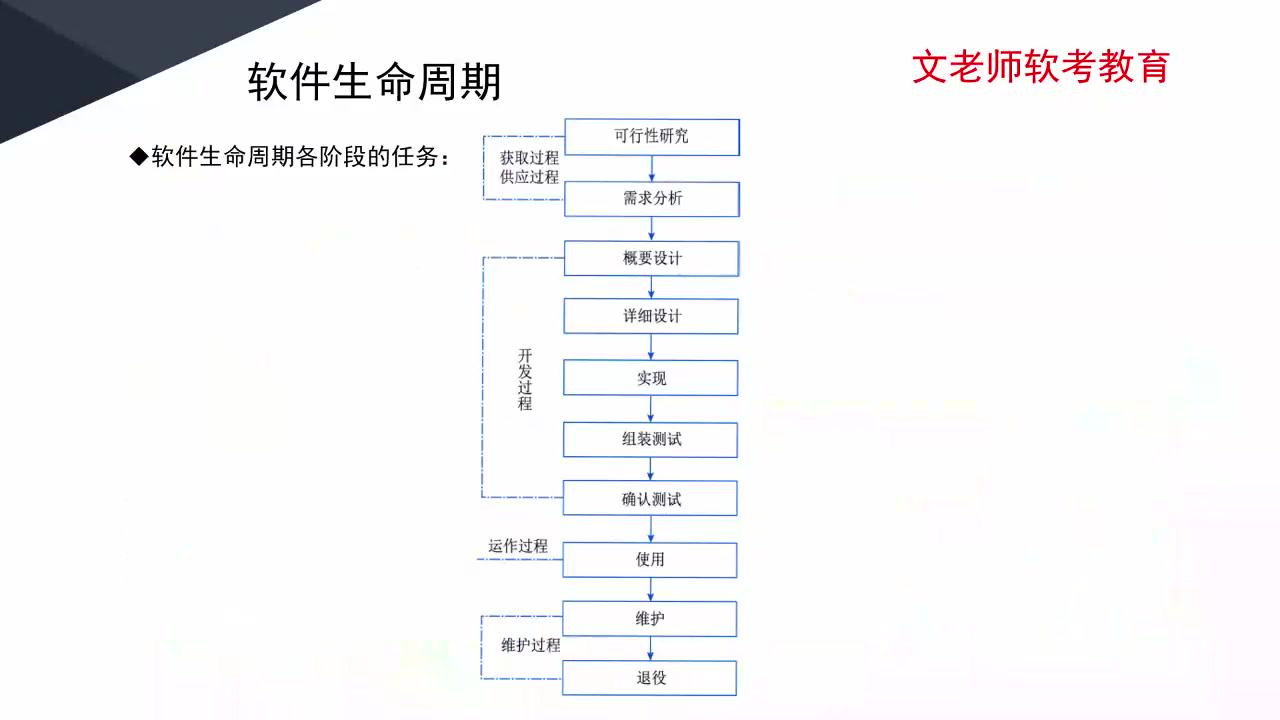 软件生命周期
文老师软考教育
◆软件生命周期各阶段的任务：
可行性研究
获取过程
供应过程
需求分析
概要设计
详细设计
开发过程
实现
组装测试
确认测试
运作过程
使用
维护
维护过程
退役